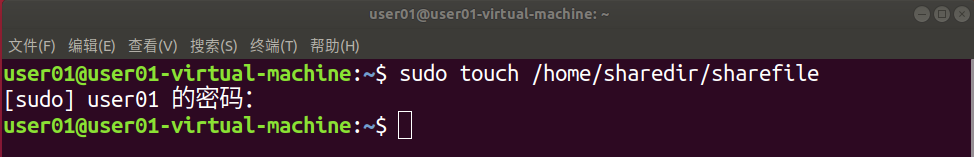 user01@user01-virtual-machine: ~
文件(F) 编辑(E) 查看(V) 搜索(S) 终端(T) 帮助(H)
user01@user01-virtual-machine:~$ sudo touch /home/sharedir/sharefile
[sudo] user01 的密码：
user01@user01-virtual-machine:~$